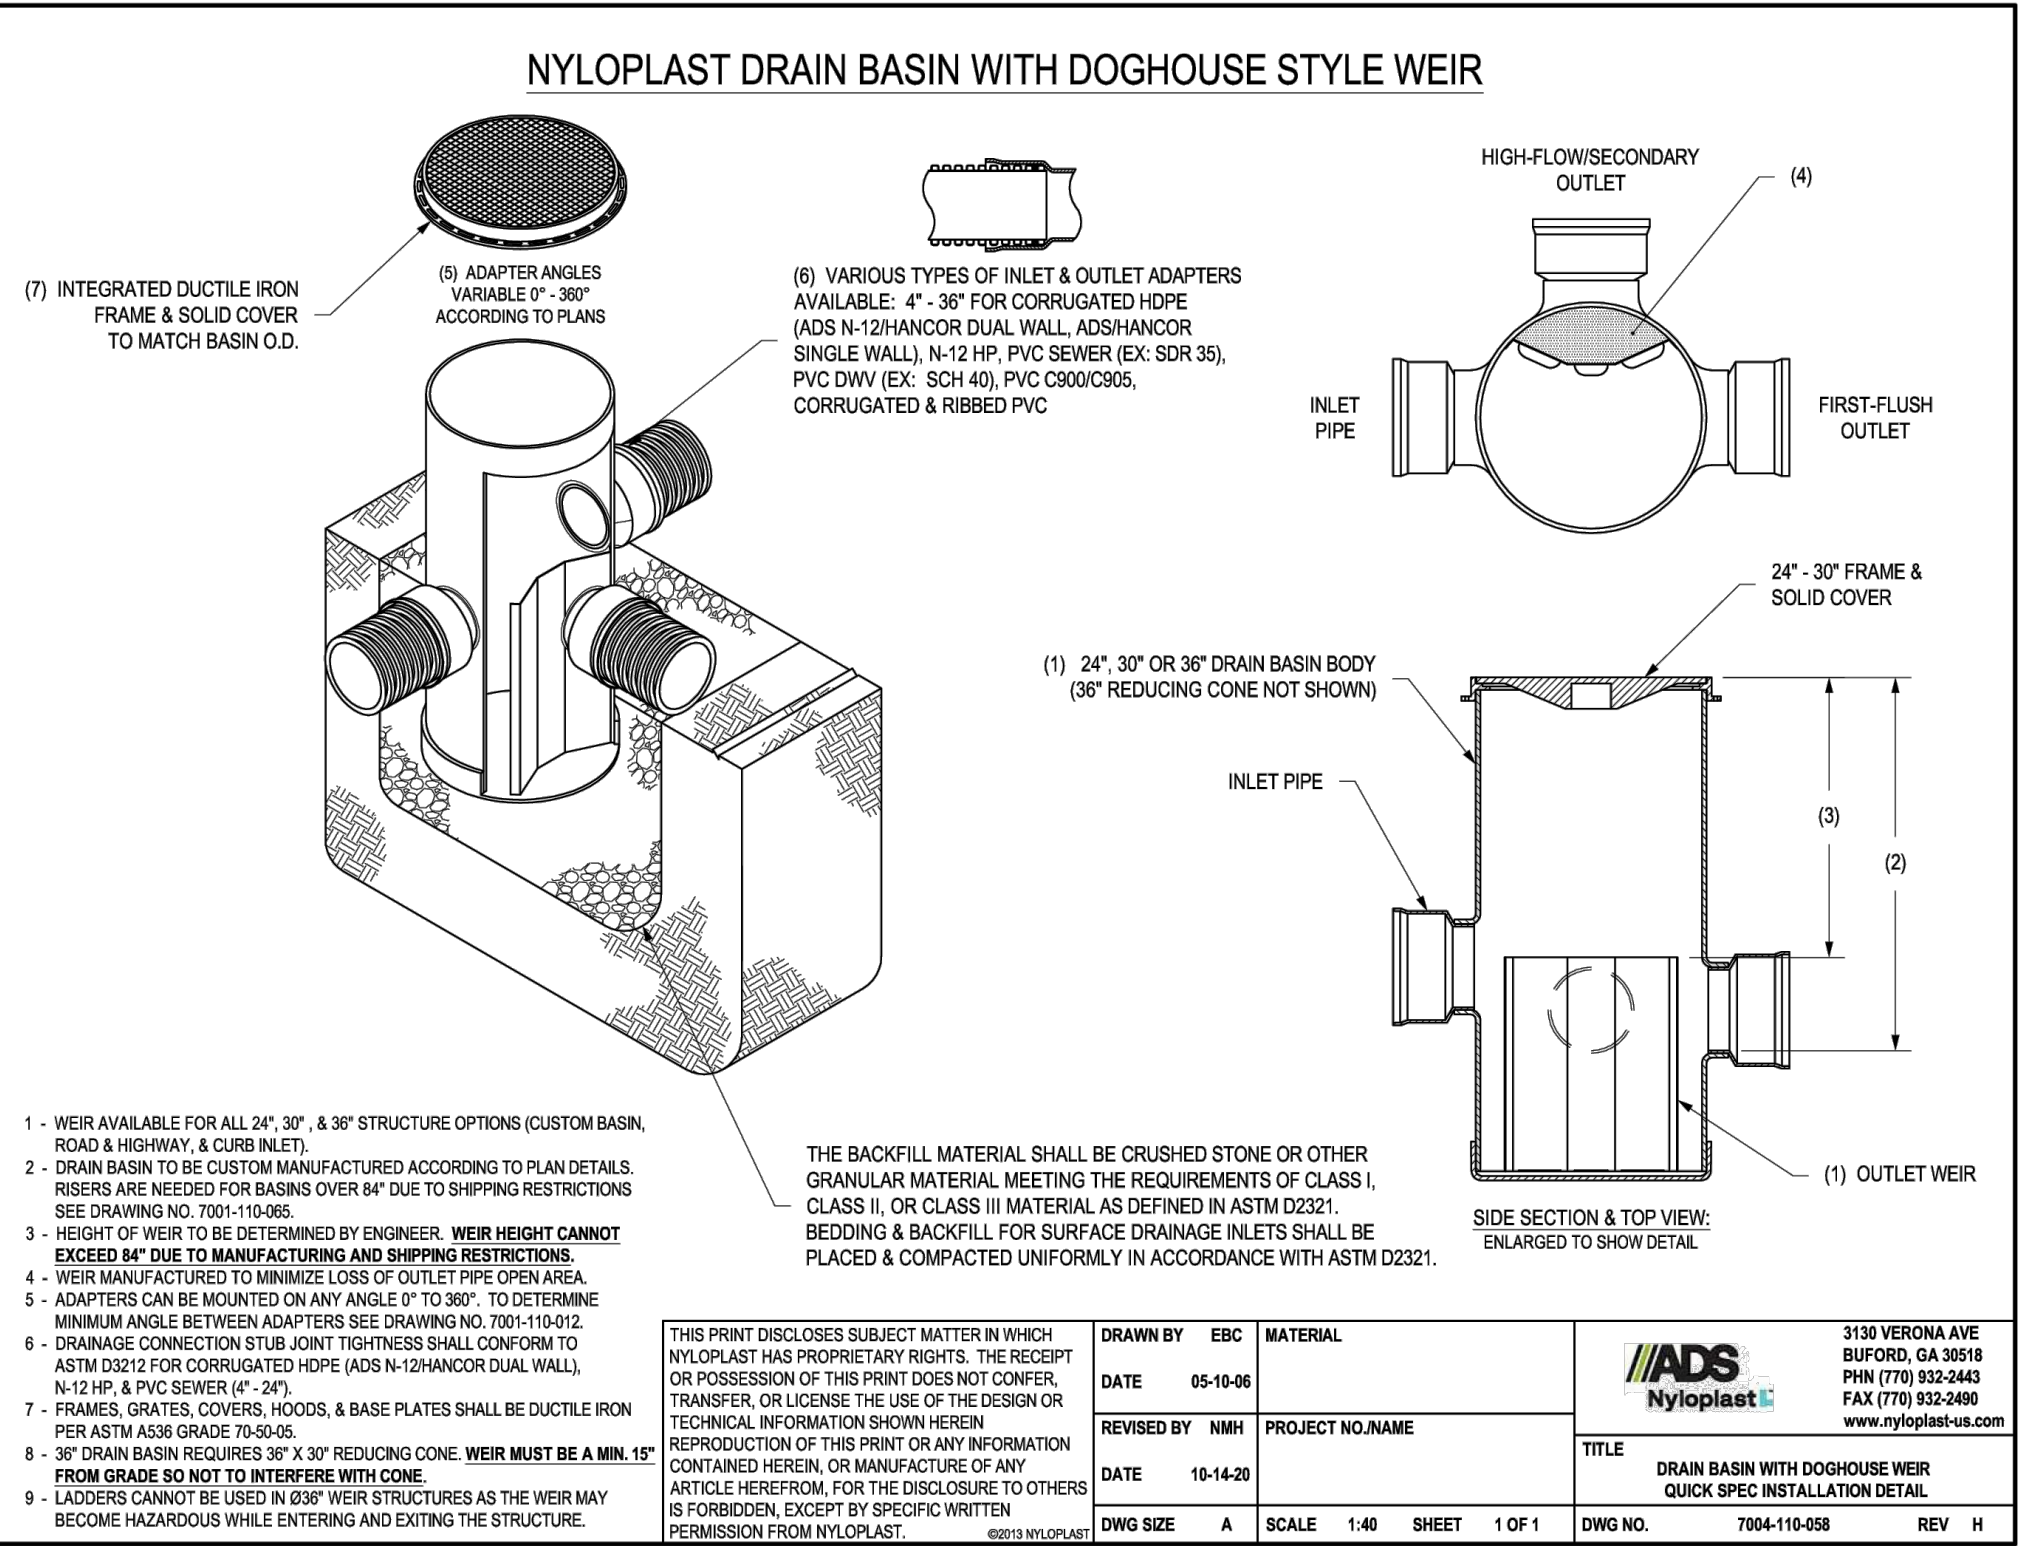 NYLOPLAST DRAIN BASIN WITH DOGHOUSE STYLE WEIR
(7) INTEGRATED DUCTILE IRON
FRAME & SOLID COVER
TO MATCH BASIN O.D.
(5) ADAPTER ANGLES
VARIABLE 0° - 360°
ACCORDING TO PLANS
(6) VARIOUS TYPES OF INLET & OUTLET ADAPTERS
AVAILABLE: 4" - 36" FOR CORRUGATED HDPE
(ADS N-12/HANCOR DUAL WALL, ADS/HANCOR
SINGLE WALL), N-12 HP, PVC SEWER (EX: SDR 35),
PVC DWV (EX: SCH 40), PVC C900/C905,
CORRUGATED & RIBBED PVC
HIGH-FLOW/SECONDARY
OUTLET
(4)
INLET
PIPE
FIRST-FLUSH
OUTLET
24" - 30" FRAME &
SOLID COVER
(1) 24", 30" OR 36" DRAIN BASIN BODY
(36" REDUCING CONE NOT SHOWN)
INLET PIPE
(3)
(2)
(1) OUTLET WEIR
SIDE SECTION & TOP VIEW:
ENLARGED TO SHOW DETAIL
THE BACKFILL MATERIAL SHALL BE CRUSHED STONE OR OTHER
GRANULAR MATERIAL MEETING THE REQUIREMENTS OF CLASS I,
CLASS II, OR CLASS III MATERIAL AS DEFINED IN ASTM D2321.
BEDDING & BACKFILL FOR SURFACE DRAINAGE INLETS SHALL BE
PLACED & COMPACTED UNIFORMLY IN ACCORDANCE WITH ASTM D2321.
1 - WEIR AVAILABLE FOR ALL 24", 30" , & 36" STRUCTURE OPTIONS (CUSTOM BASIN,
ROAD & HIGHWAY, & CURB INLET).
2 - DRAIN BASIN TO BE CUSTOM MANUFACTURED ACCORDING TO PLAN DETAILS.
RISERS ARE NEEDED FOR BASINS OVER 84" DUE TO SHIPPING RESTRICTIONS
SEE DRAWING NO. 7001-110-065.
3 - HEIGHT OF WEIR TO BE DETERMINED BY ENGINEER. WEIR HEIGHT CANNOT
EXCEED 84" DUE TO MANUFACTURING AND SHIPPING RESTRICTIONS.
4 - WEIR MANUFACTURED TO MINIMIZE LOSS OF OUTLET PIPE OPEN AREA.
5 - ADAPTERS CAN BE MOUNTED ON ANY ANGLE 0° TO 360°. TO DETERMINE
MINIMUM ANGLE BETWEEN ADAPTERS SEE DRAWING NO. 7001-110-012.
6 - DRAINAGE CONNECTION STUB JOINT TIGHTNESS SHALL CONFORM TO
ASTM D3212 FOR CORRUGATED HDPE (ADS N-12/HANCOR DUAL WALL),
N-12 HP, & PVC SEWER (4" - 24").
7 - FRAMES, GRATES, COVERS, HOODS, & BASE PLATES SHALL BE DUCTILE IRON
PER ASTM A536 GRADE 70-50-05.
8 - 36" DRAIN BASIN REQUIRES 36" X 30" REDUCING CONE. WEIR MUST BE A MIN. 15"
FROM GRADE SO NOT TO INTERFERE WITH CONE.
9 - LADDERS CANNOT BE USED IN Ø36" WEIR STRUCTURES AS THE WEIR MAY
BECOME HAZARDOUS WHILE ENTERING AND EXITING THE STRUCTURE.
THIS PRINT DISCLOSES SUBJECT MATTER IN WHICH
NYLOPLAST HAS PROPRIETARY RIGHTS. THE RECEIPT
OR POSSESSION OF THIS PRINT DOES NOT CONFER,
TRANSFER, OR LICENSE THE USE OF THE DESIGN OR
TECHNICAL INFORMATION SHOWN HEREIN
REPRODUCTION OF THIS PRINT OR ANY INFORMATION
CONTAINED HEREIN, OR MANUFACTURE OF ANY
ARTICLE HEREFROM, FOR THE DISCLOSURE TO OTHERS
IS FORBIDDEN, EXCEPT BY SPECIFIC WRITTEN
PERMISSION FROM NYLOPLAST.
©2013 NYLOPLAST
DRAWN BY EBC
DATE 05-10-06
REVISED BY NMH
DATE 10-14-20
DWG SIZE A
MATERIAL
PROJECT NO./NAME
SCALE 1:40 SHEET 1 OF 1
ADS
Nyloplast
3130 VERONA AVE
BUFORD, GA 30518
PHN (770) 932-2443
FAX (770) 932-2490
www.nyloplast-us.com
TITLE
DRAIN BASIN WITH DOGHOUSE WEIR
QUICK SPEC INSTALLATION DETAIL
DWG NO. 7004-110-058 REV H